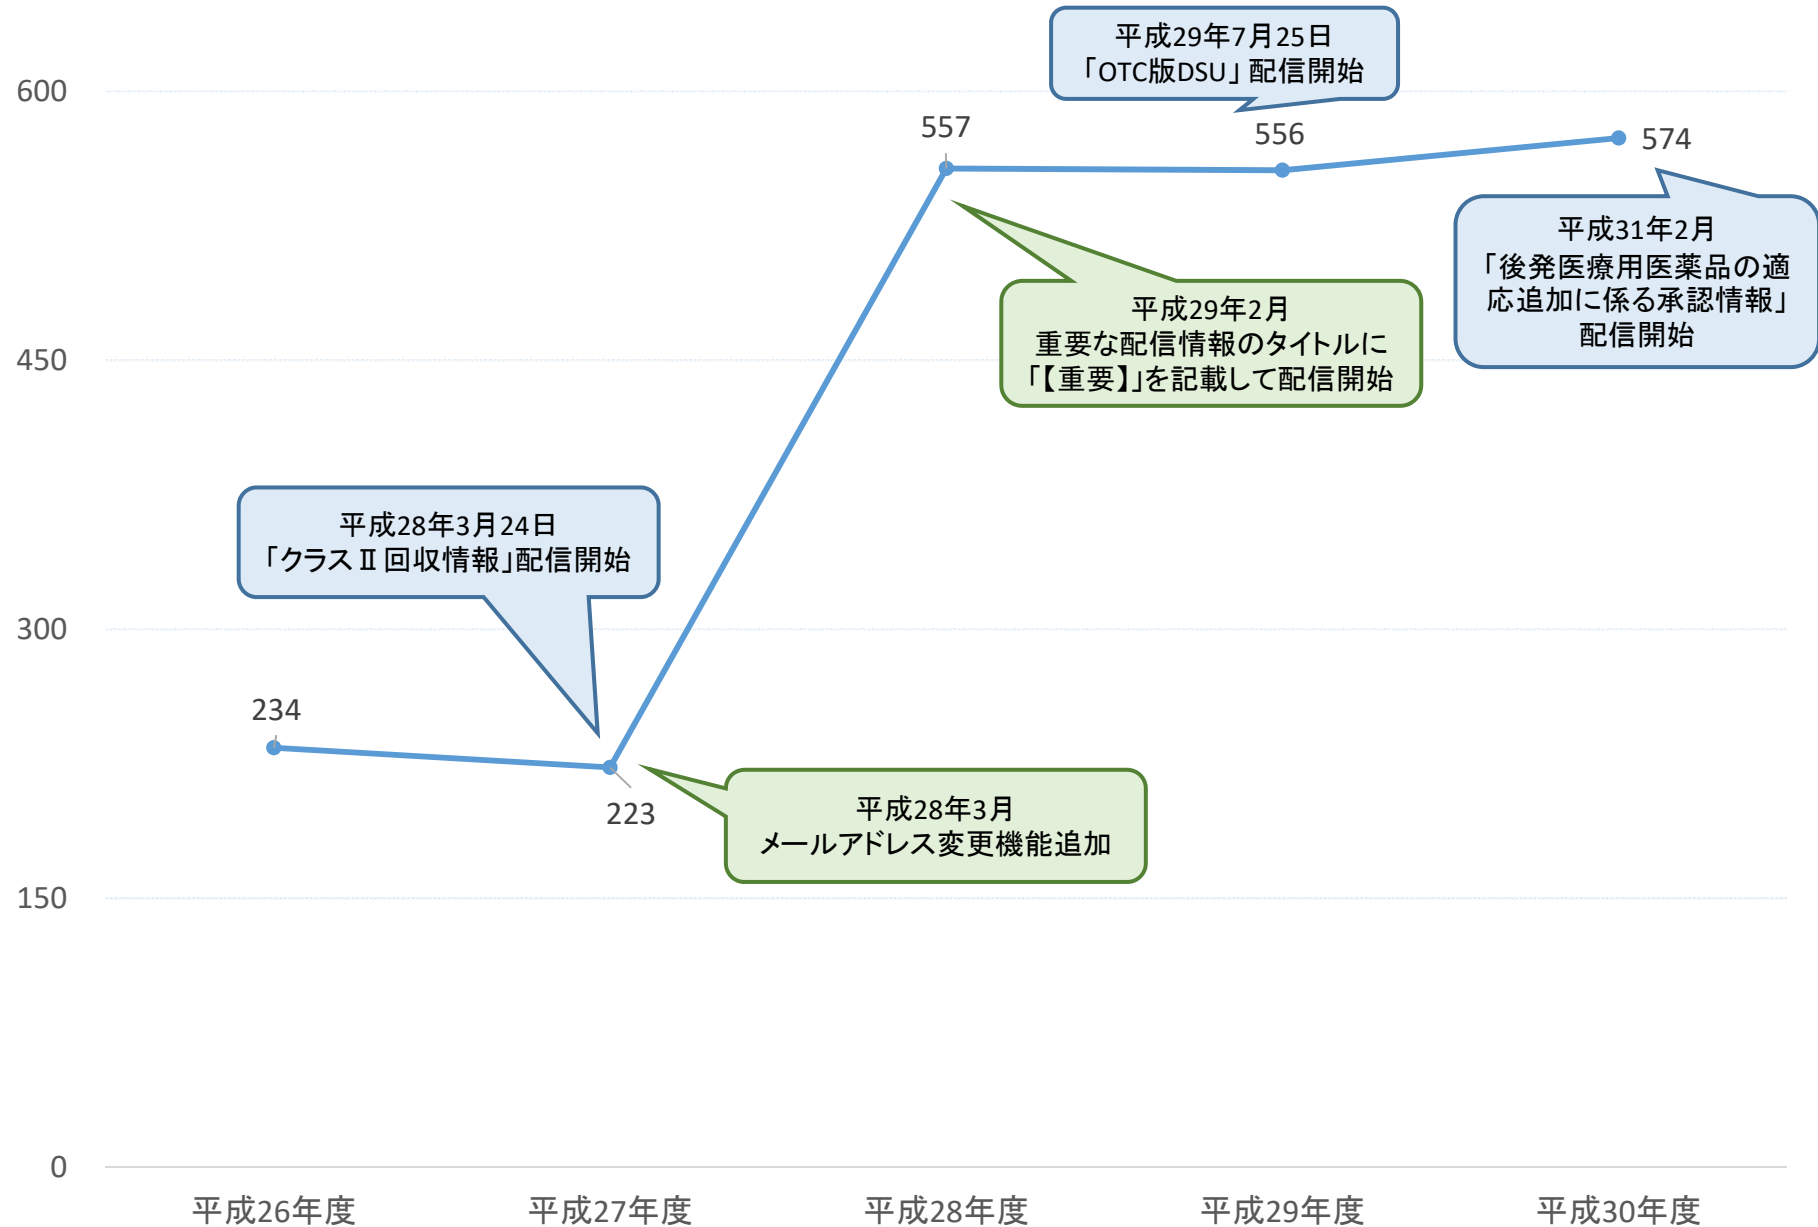 平成29年7月25日
「OTC版DSU」配信開始
600
557
556
574
平成31年2月
「後発医療用医薬品の適
応追加に係る承認情報」
配信開始
平成29年2月
重要な配信情報のタイトルに
「【重要】」を記載して配信開始
450
平成28年3月24日
「クラスⅡ回収情報」配信開始
300
234
223
平成28年3月
メールアドレス変更機能追加
150
0
平成26年度
平成27年度
平成28年度
平成29年度
平成30年度